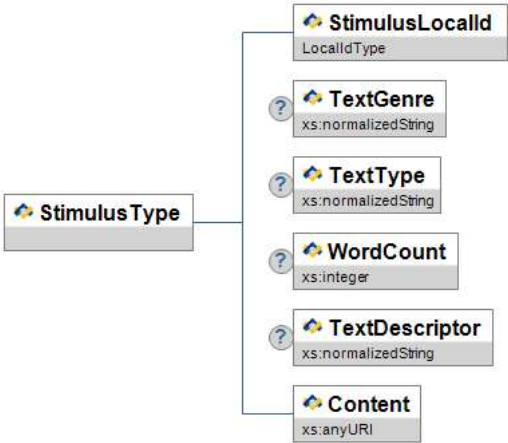 StimulusLocalId
LocalIdType
?
TextGenre
xs:normalizedString
?
TextType
xs:normalizedString
StimulusType
?
WordCount
xs:integer
?
TextDescriptor
xs:normalizedString
Content
xs:anyURI